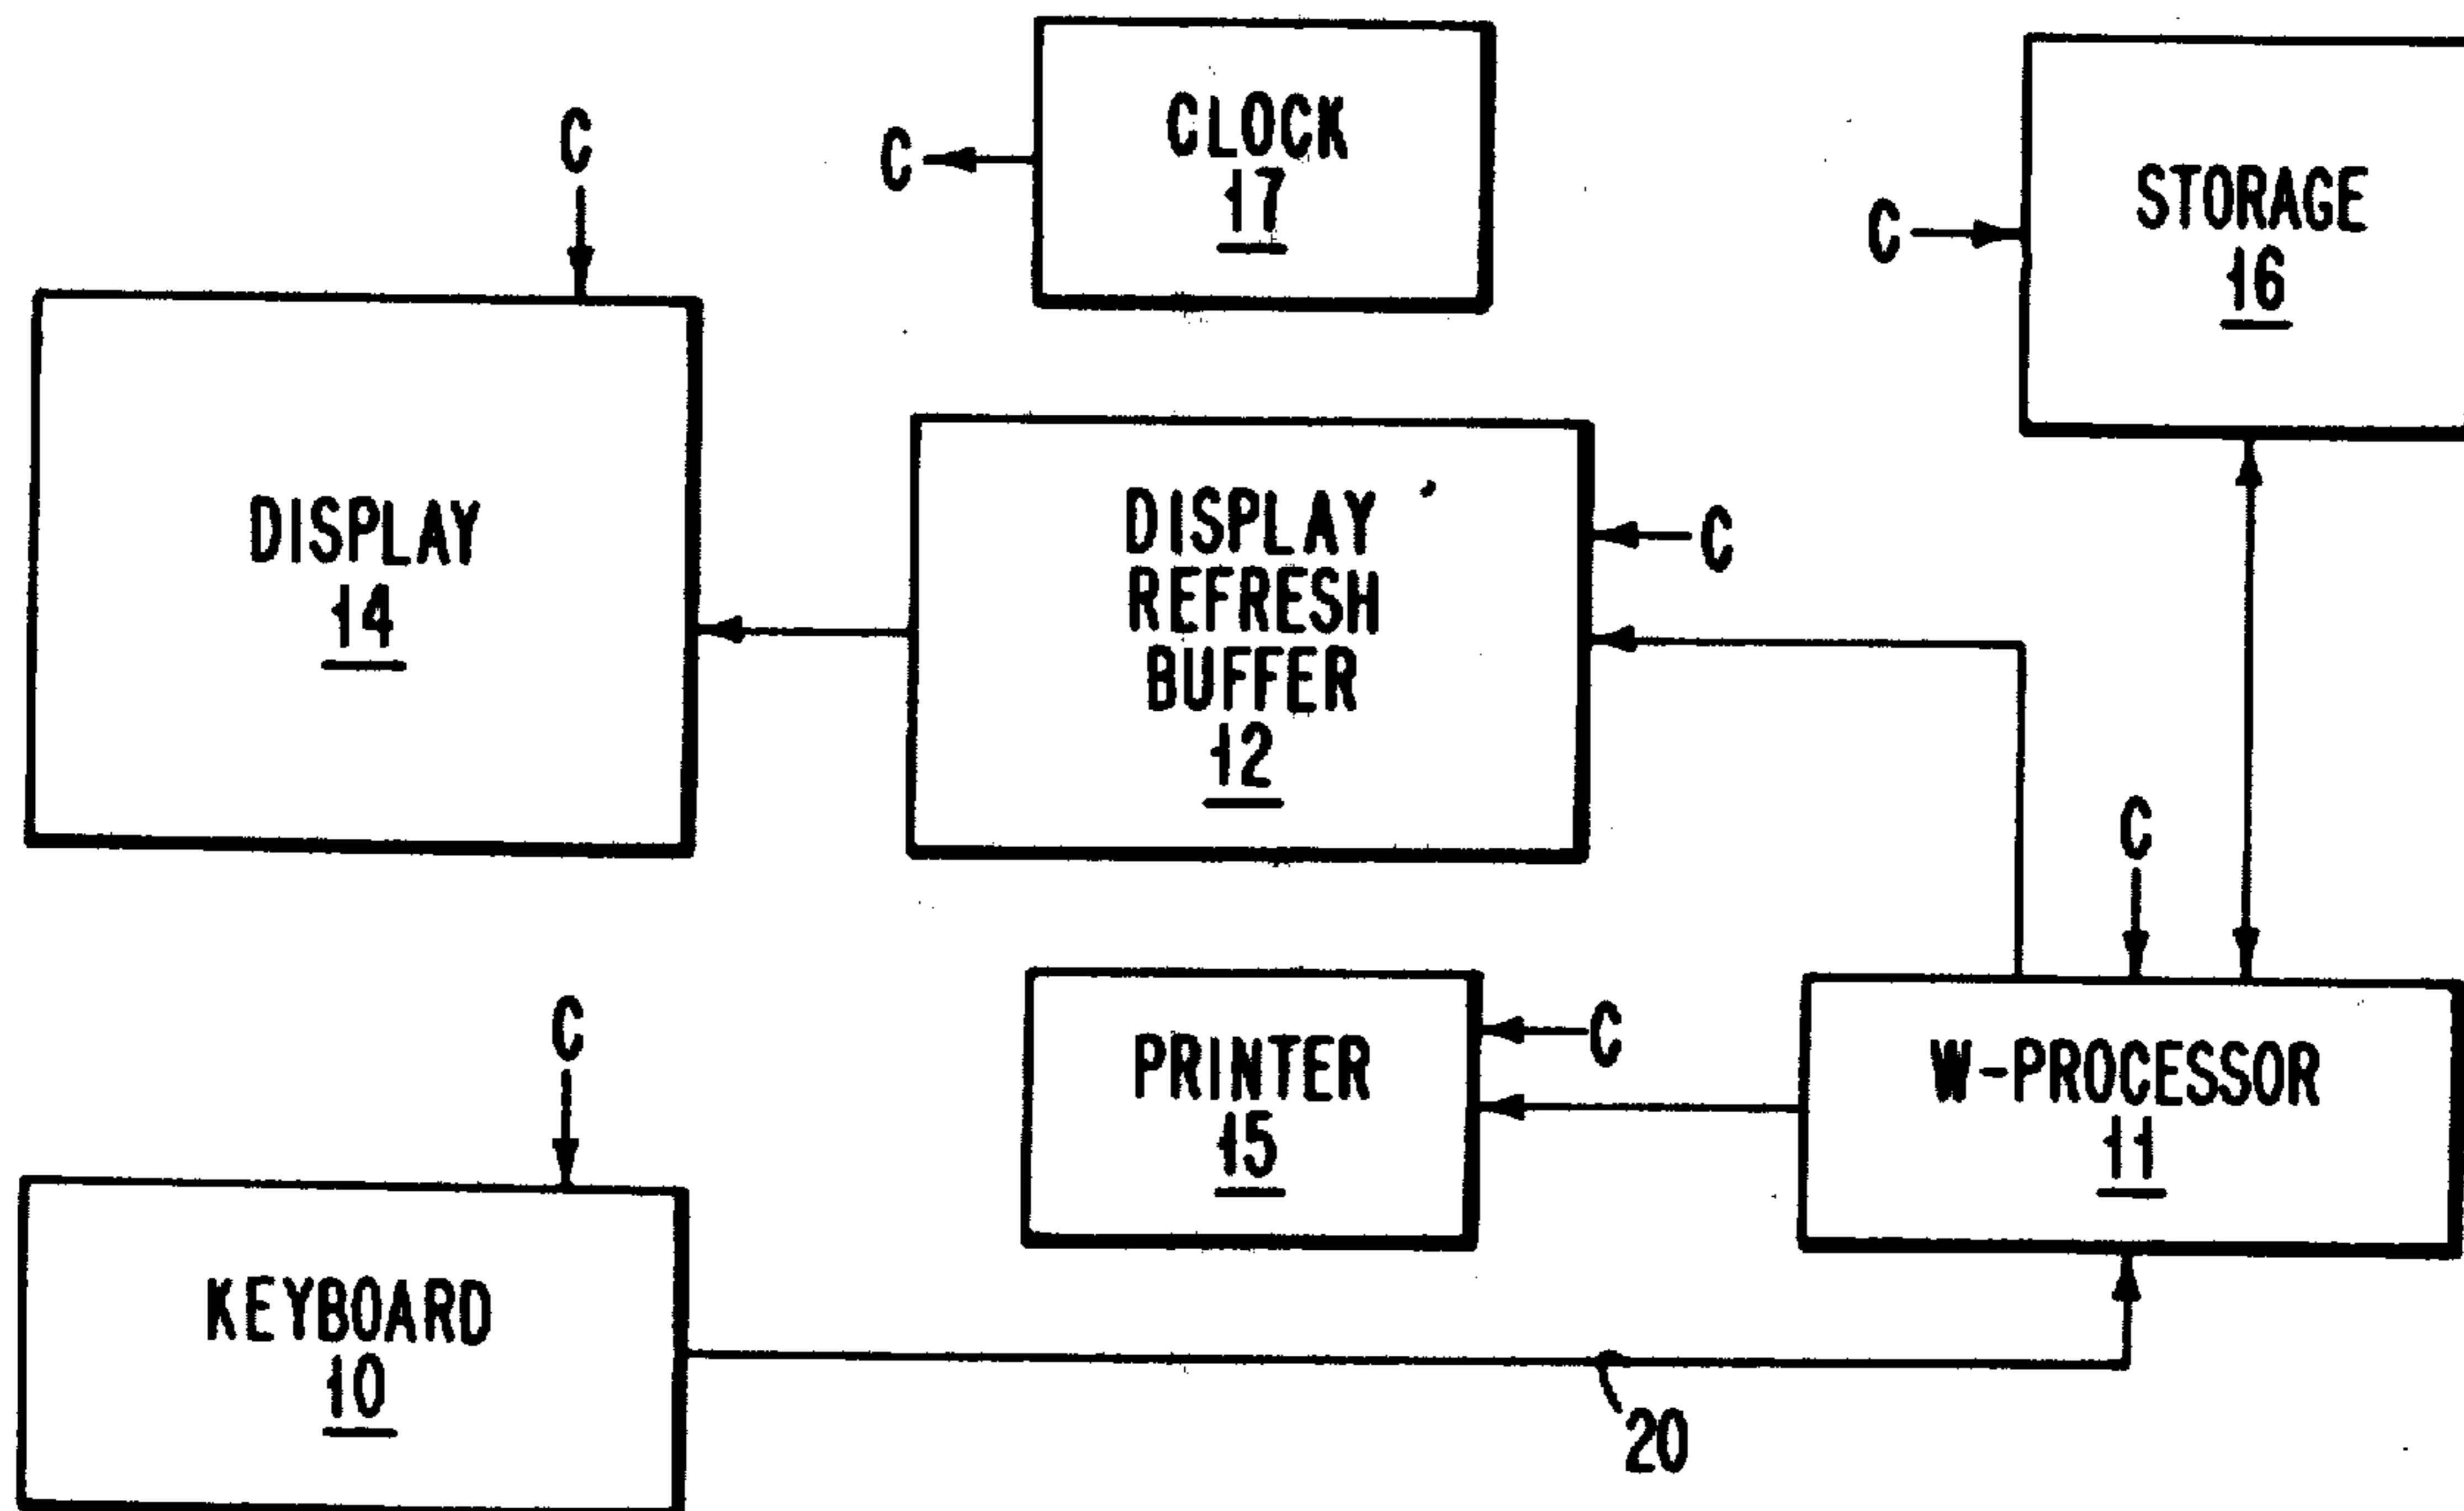 C
C
CLOCK
17
C
STORAGE
16
DISPLAY
14
DISPLAY
REFRESH
BUFFER
12
C
C
C
PRINTER
15
C
W-PROCESSOR
11
KEYBOARD
10
20